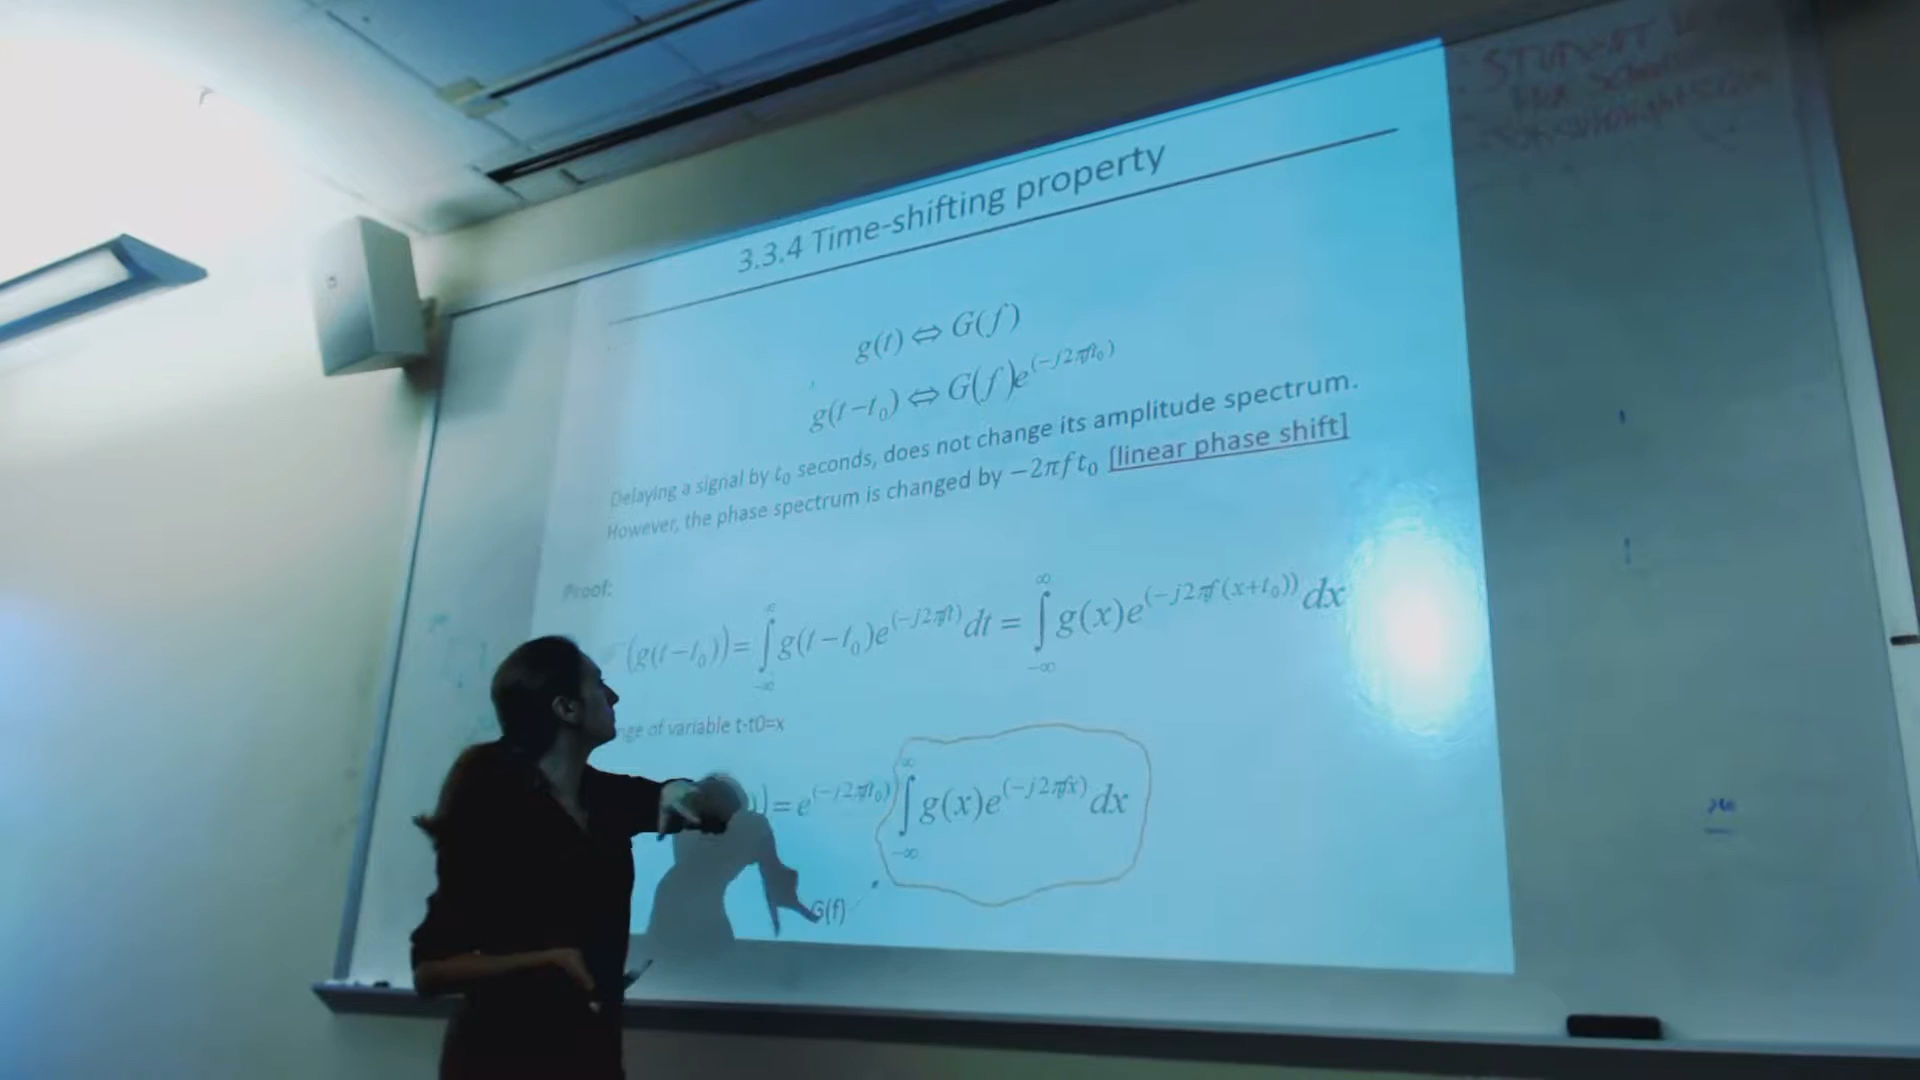 3.3.4 Time-shifting property
g(t) ⇔ G(f)
g(t−t₀) ⇔ G(f)e^(−j2πft₀)
Delaying a signal by t₀ seconds, does not change its amplitude spectrum.
However, the phase spectrum is changed by −2πft₀ [linear phase shift]
Proof:
(g(t−t₀)) = ∫_{−∞}^{∞} g(t−t₀)e^(−j2πft) dt = ∫_{−∞}^{∞} g(x)e^(−j2πf(x+t₀)) dx
of variable t-t0=x
) = e^(−j2πft₀) ∫_{−∞}^{∞} g(x)e^(−j2πfx) dx
G(f)